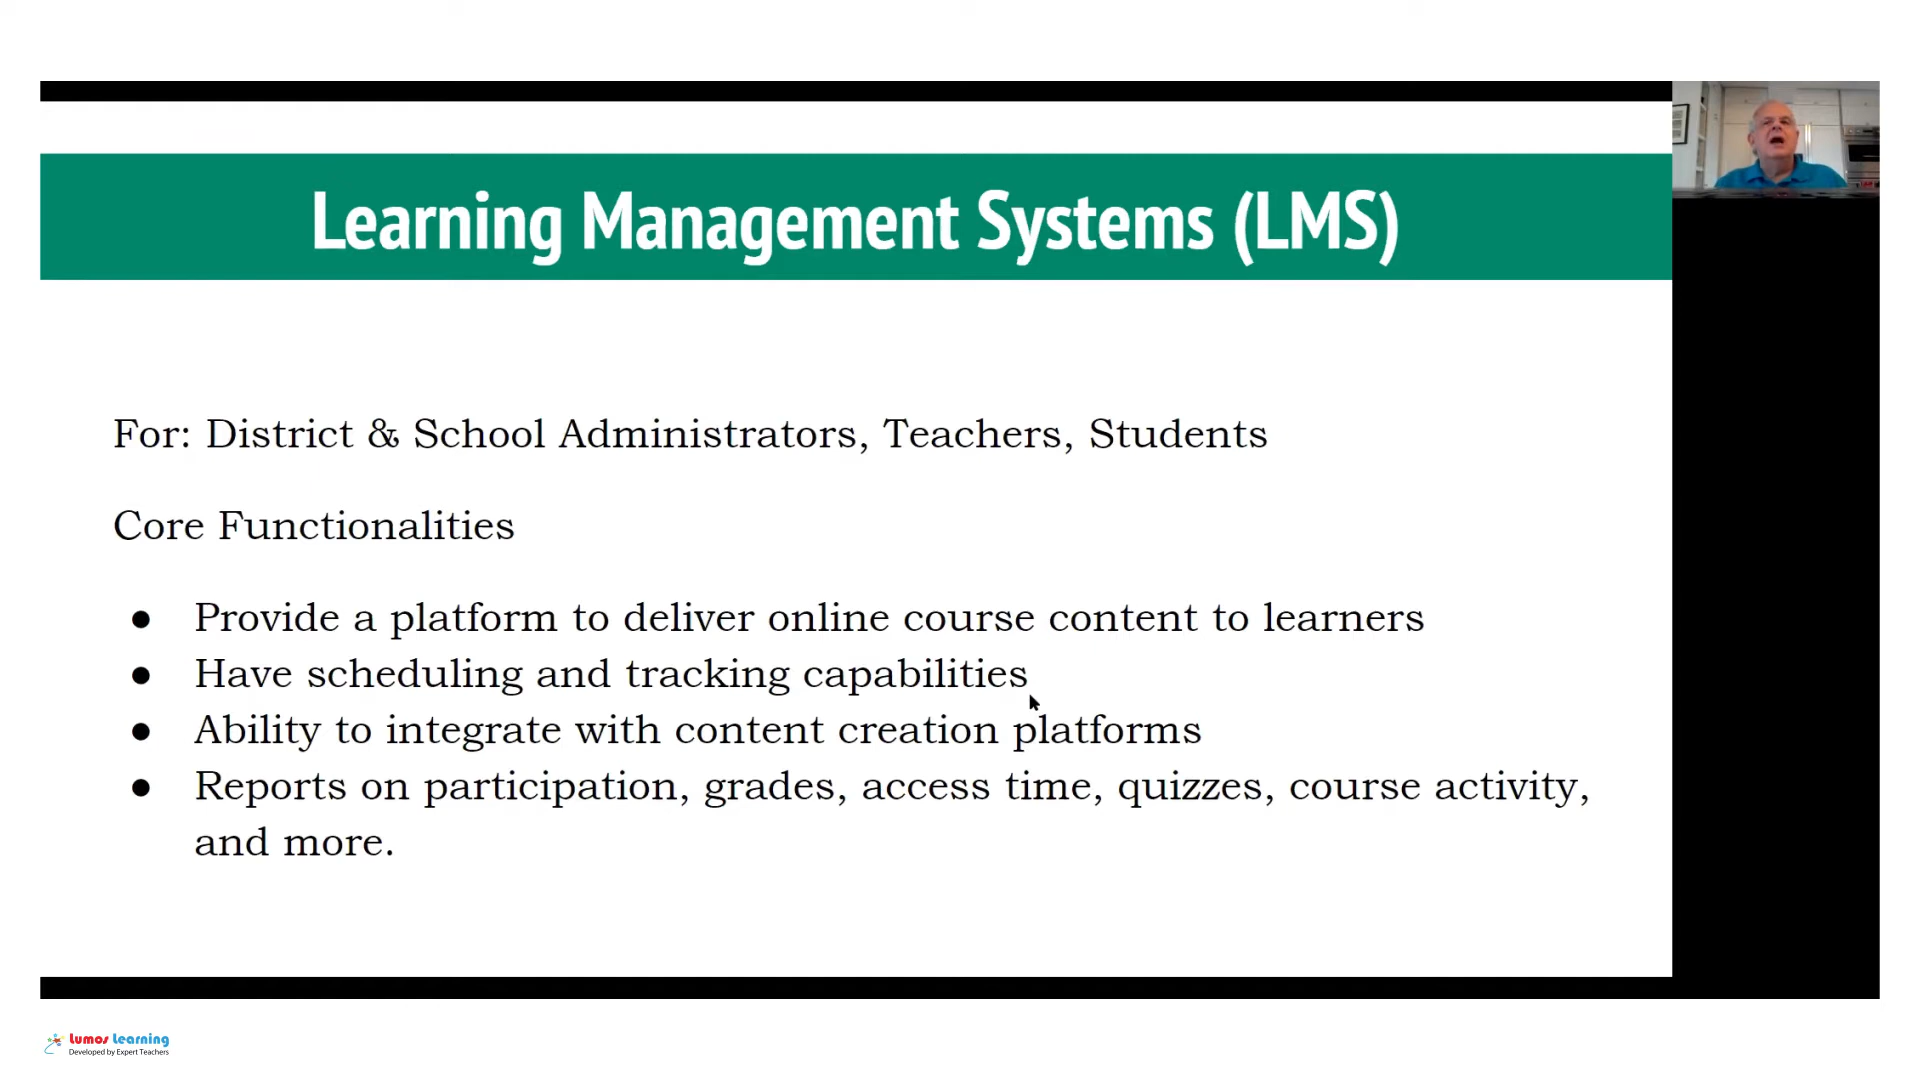 Learning Management Systems (LMS)
For: District & School Administrators, Teachers, Students
Core Functionalities
● Provide a platform to deliver online course content to learners
● Have scheduling and tracking capabilities
● Ability to integrate with content creation platforms
● Reports on participation, grades, access time, quizzes, course activity,
and more.
Lumos Learning
Developed by Expert Teachers